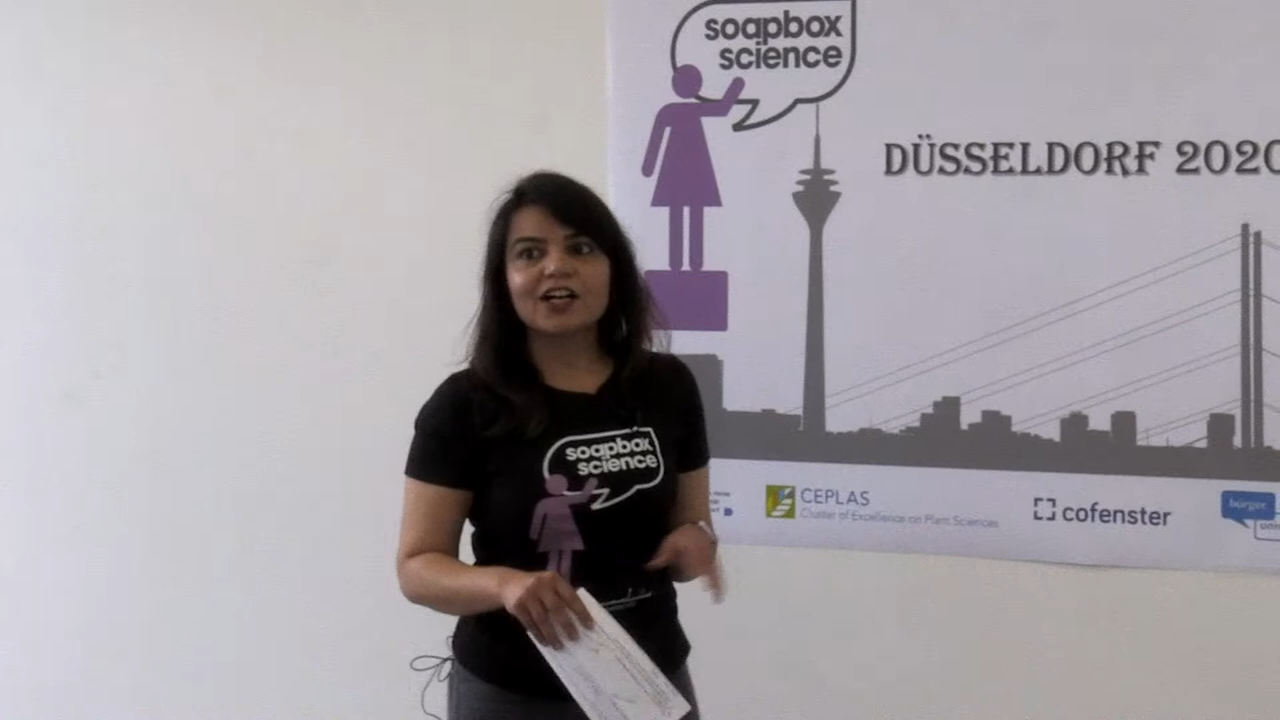 soapbox
science
DÜSSELDORF 2020
soapbox
science
CEPLAS
Cluster of Excellence on Plant Sciences
cofenster
bürger